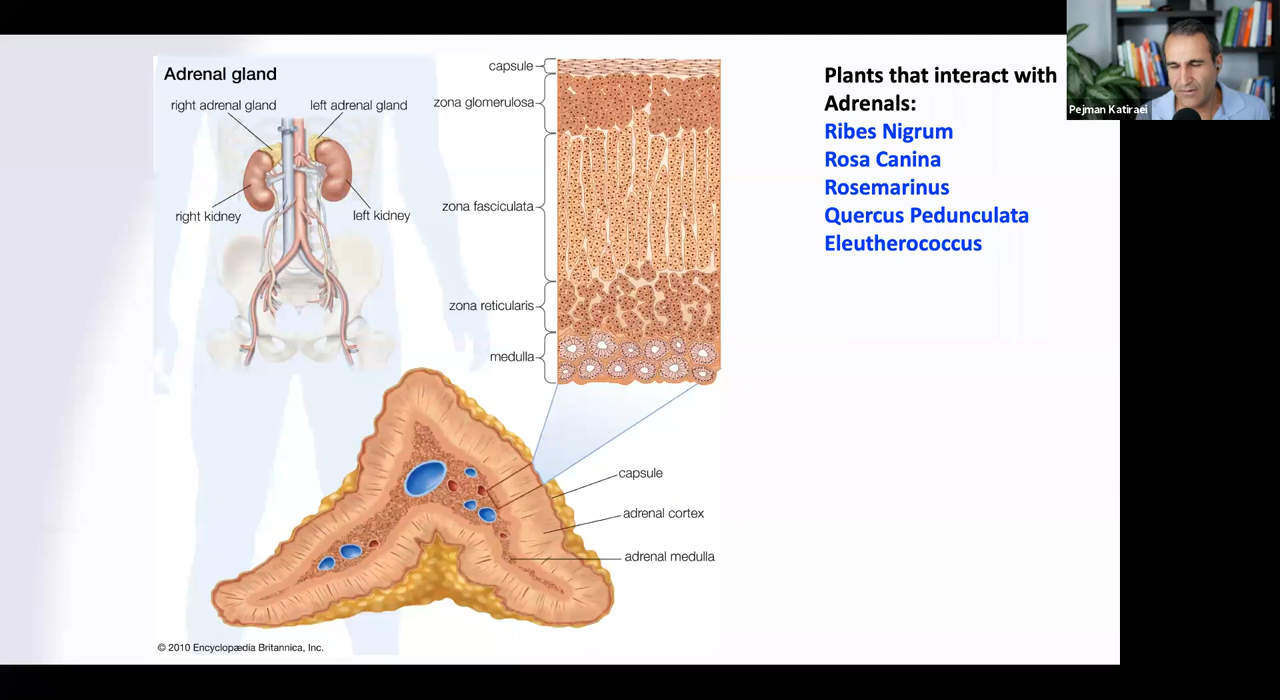 Adrenal gland
right adrenal gland
left adrenal gland
right kidney
left kidney
capsule
zona glomerulosa
zona fasciculata
zona reticularis
medulla
capsule
adrenal cortex
adrenal medulla
© 2010 Encyclopædia Britannica, Inc.
Plants that interact with
Adrenals:
Ribes Nigrum
Rosa Canina
Rosemarinus
Quercus Pedunculata
Eleutherococcus
Pejman Katiraei